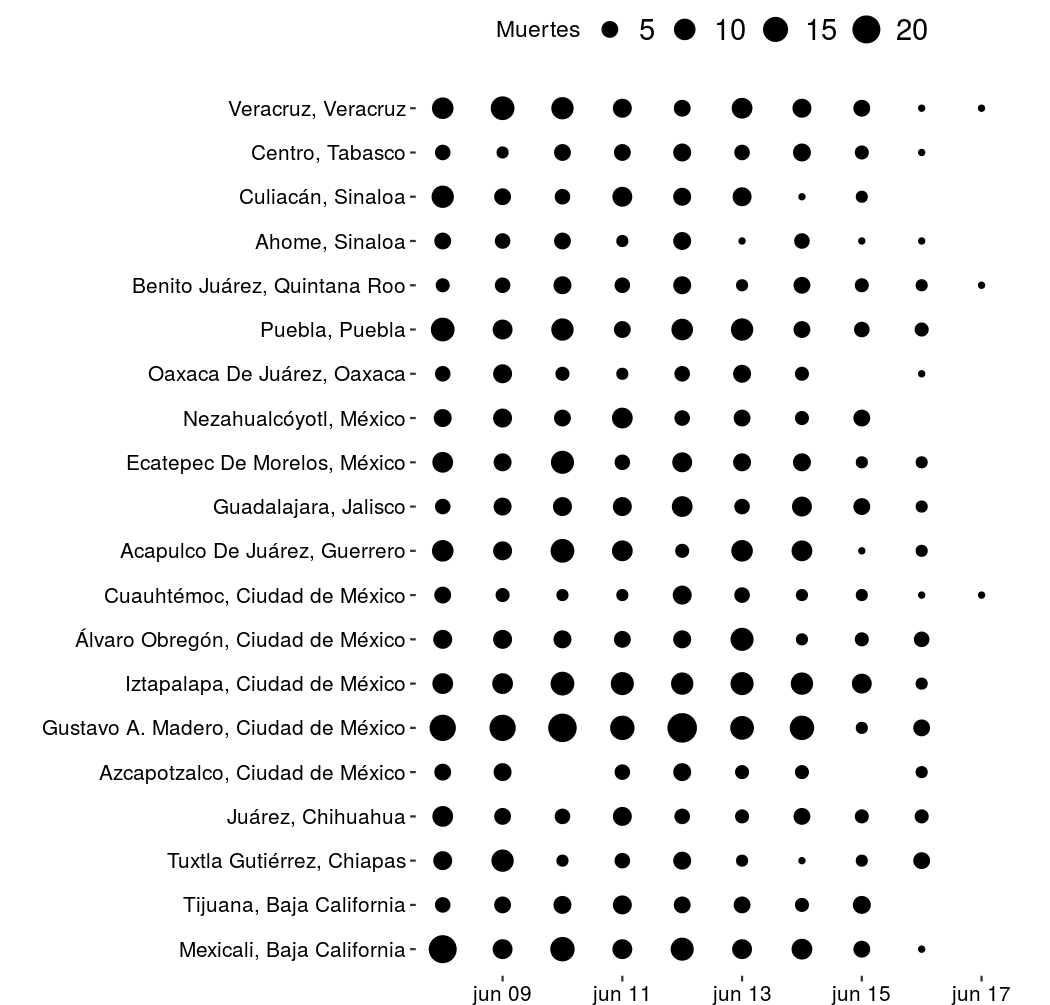 Muertes 5 10 15 20
Veracruz, Veracruz
Centro, Tabasco
Culiacán, Sinaloa
Ahome, Sinaloa
Benito Juárez, Quintana Roo
Puebla, Puebla
Oaxaca De Juárez, Oaxaca
Nezahualcóyotl, México
Ecatepec De Morelos, México
Guadalajara, Jalisco
Acapulco De Juárez, Guerrero
Cuauhtémoc, Ciudad de México
Álvaro Obregón, Ciudad de México
Iztapalapa, Ciudad de México
Gustavo A. Madero, Ciudad de México
Azcapotzalco, Ciudad de México
Juárez, Chihuahua
Tuxtla Gutiérrez, Chiapas
Tijuana, Baja California
Mexicali, Baja California
jun 09 jun 11 jun 13 jun 15 jun 17